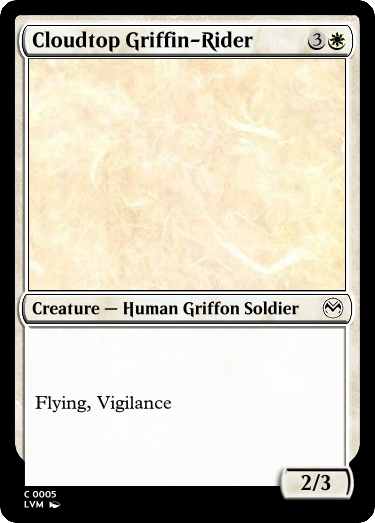 Cloudtop Griffin-Rider 3
Creature — Human Griffon Soldier
Flying, Vigilance
2/3
C 0005
LVM